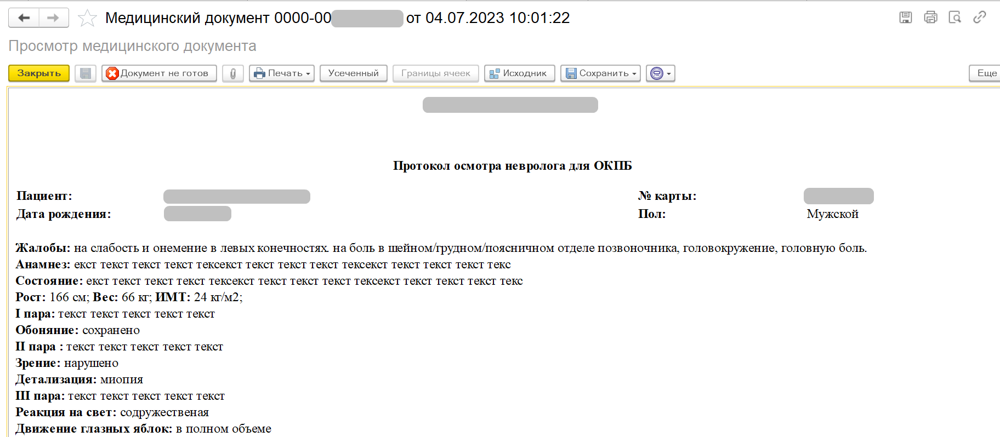 Медицинский документ 0000-00 от 04.07.2023 10:01:22
Просмотр медицинского документа
Закрыть Документ не готов Печать Усеченный Границы ячеек Исходник Сохранить Еще
Протокол осмотра невролога для ОКПБ
Пациент: № карты:
Дата рождения: Пол: Мужской
Жалобы: на слабость и онемение в левых конечностях. на боль в шейном/грудном/поясничном отделе позвоночника, головокружение, головную боль.
Анамнез: екст текст текст текст тексекст текст текст текст тексекст текст текст текст текс
Состояние: екст текст текст текст тексекст текст текст текст тексекст текст текст текст текс
Рост: 166 см; Вес: 66 кг; ИМТ: 24 кг/м2;
I пара: текст текст текст текст текст
Обоняние: сохранено
II пара : текст текст текст текст текст
Зрение: нарушено
Детализация: миопия
III пара: текст текст текст текст текст
Реакция на свет: содружественая
Движение глазных яблок: в полном объеме